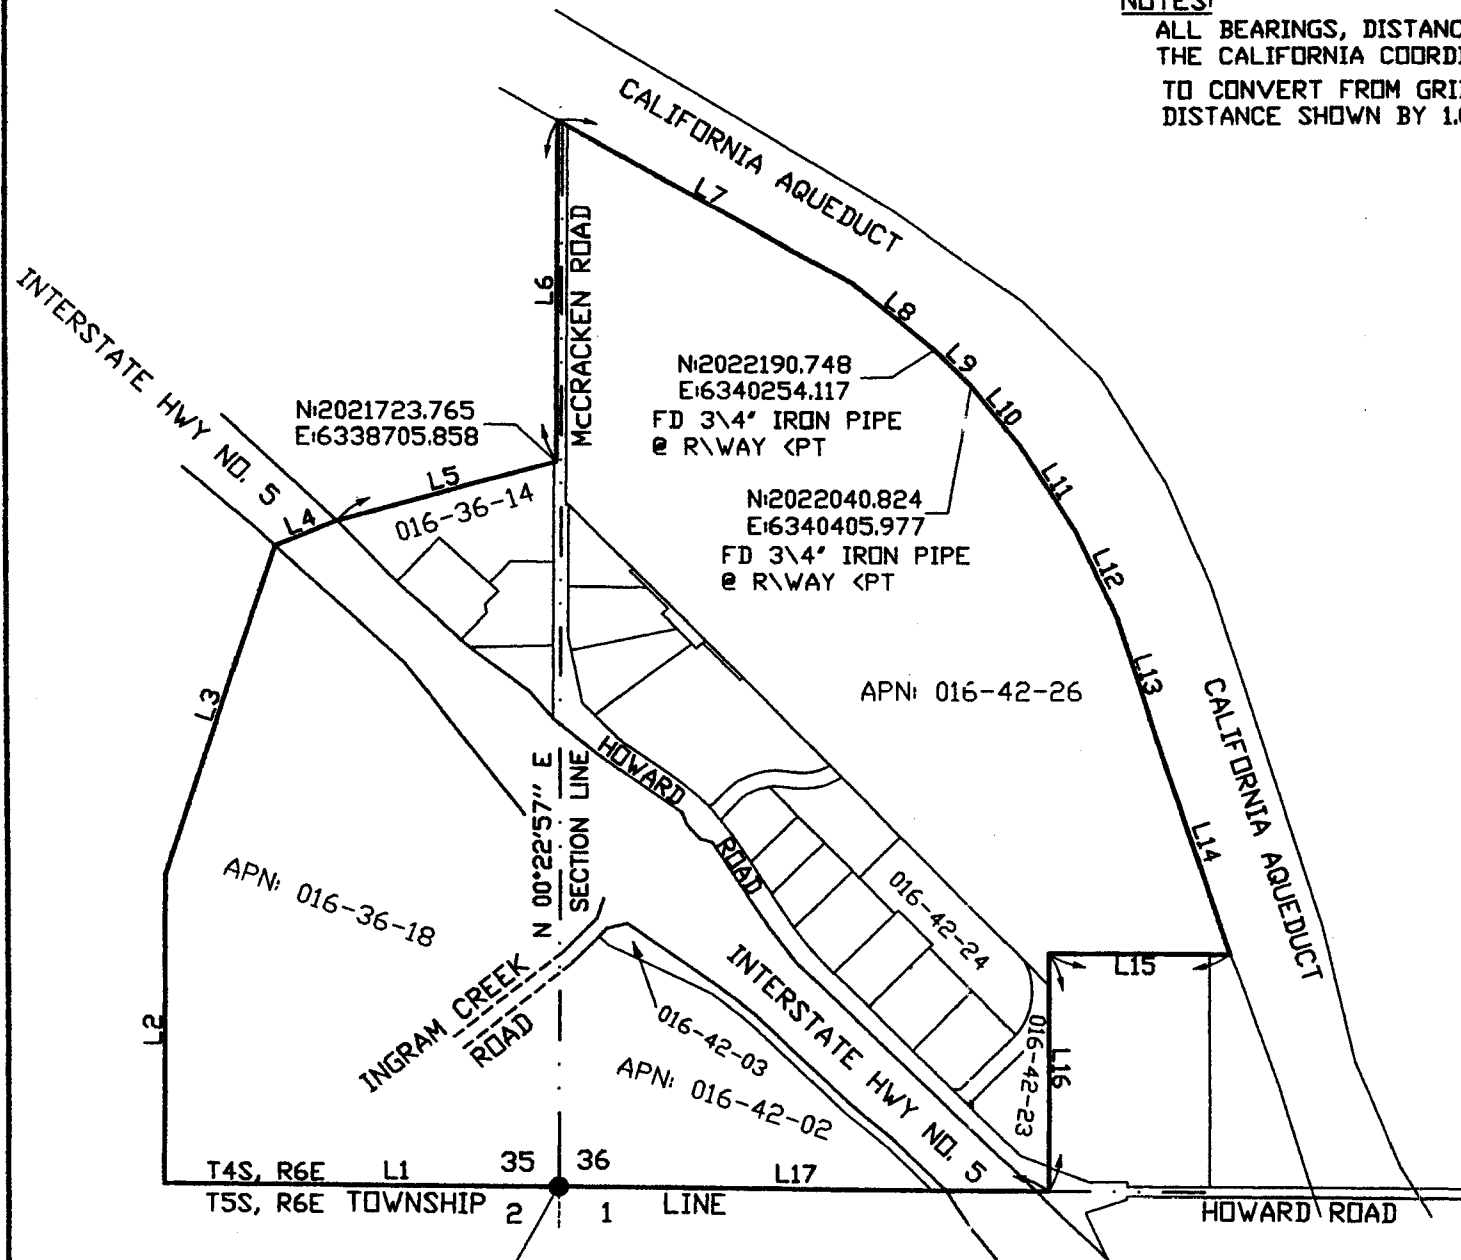 NOTES:
ALL BEARINGS, DISTANC
THE CALIFORNIA COORDI
TO CONVERT FROM GRI
DISTANCE SHOWN BY 1.0
CALIFORNIA AQUEDUCT
L7
INTERSTATE HWY NO. 5
L6
McCRACKEN ROAD
L8
L9
L10
N:2022190.748
E:6340254.117
FD 3\4" IRON PIPE
@ R\WAY <PT
N:2021723.765
E:6338705.858
L5
L4
016-36-14
N:2022040.824
E:6340405.977
FD 3\4" IRON PIPE
@ R\WAY <PT
L11
L12
L13
L3
APN: 016-42-26
CALIFORNIA AQUEDUCT
HOWARD
ROAD
N 00°22'57" E
SECTION LINE
L14
APN: 016-36-18
016-42-24
INTERSTATE HWY NO. 5
L15
INGRAM CREEK
ROAD
L2
016-42-03
016-42-23
L16
APN: 016-42-02
T4S, R6E
L1
35
36
L17
T5S, R6E TOWNSHIP
2
1
LINE
HOWARD ROAD